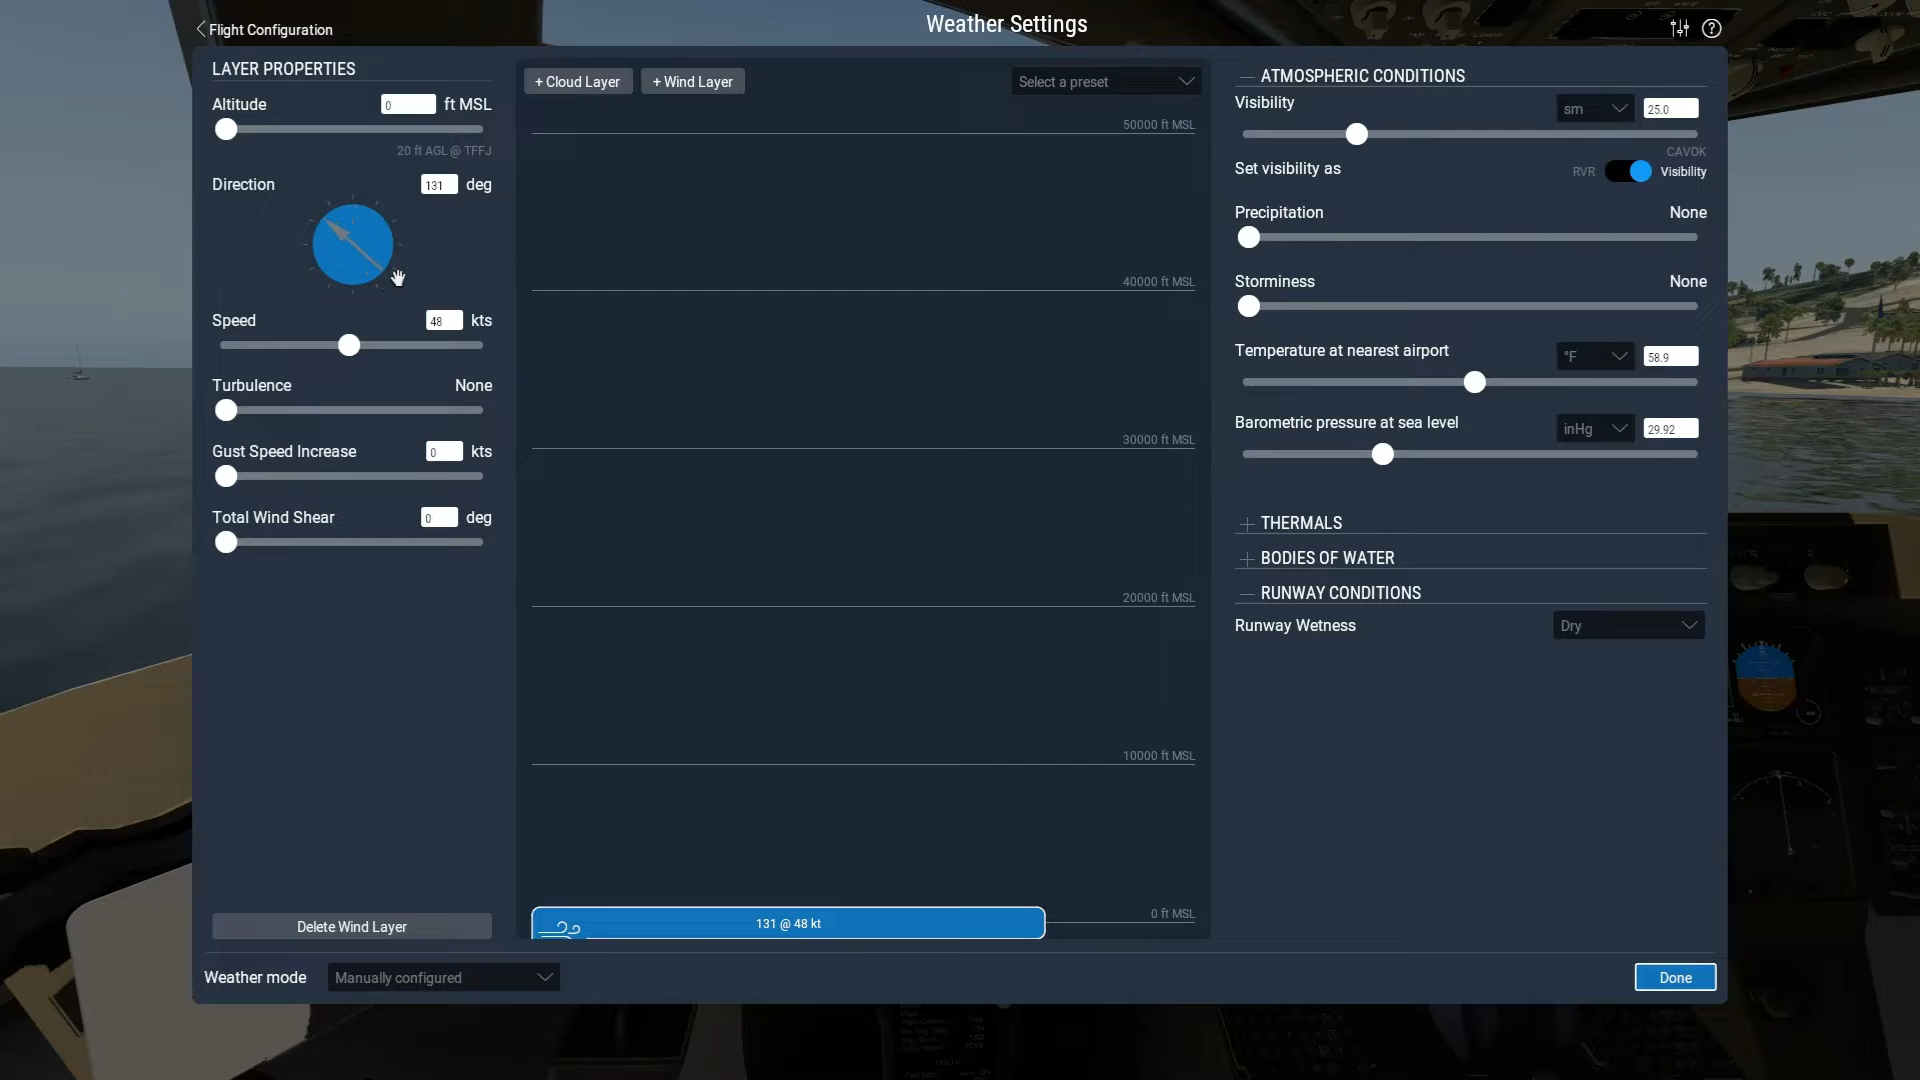 Flight Configuration
Weather Settings
LAYER PROPERTIES
Altitude
0
ft MSL
20 ft AGL @ TFFJ
Direction
131
deg
Speed
48
kts
Turbulence
None
Gust Speed Increase
0
kts
Total Wind Shear
0
deg
Delete Wind Layer
+ Cloud Layer
+ Wind Layer
Select a preset
50000 ft MSL
40000 ft MSL
30000 ft MSL
20000 ft MSL
10000 ft MSL
0 ft MSL
131 @ 48 kt
ATMOSPHERIC CONDITIONS
Visibility
sm
25.0
CAVOK
Set visibility as
RVR
Visibility
Precipitation
None
Storminess
None
Temperature at nearest airport
°F
58.9
Barometric pressure at sea level
inHg
29.92
THERMALS
BODIES OF WATER
RUNWAY CONDITIONS
Runway Wetness
Dry
Weather mode
Manually configured
Done